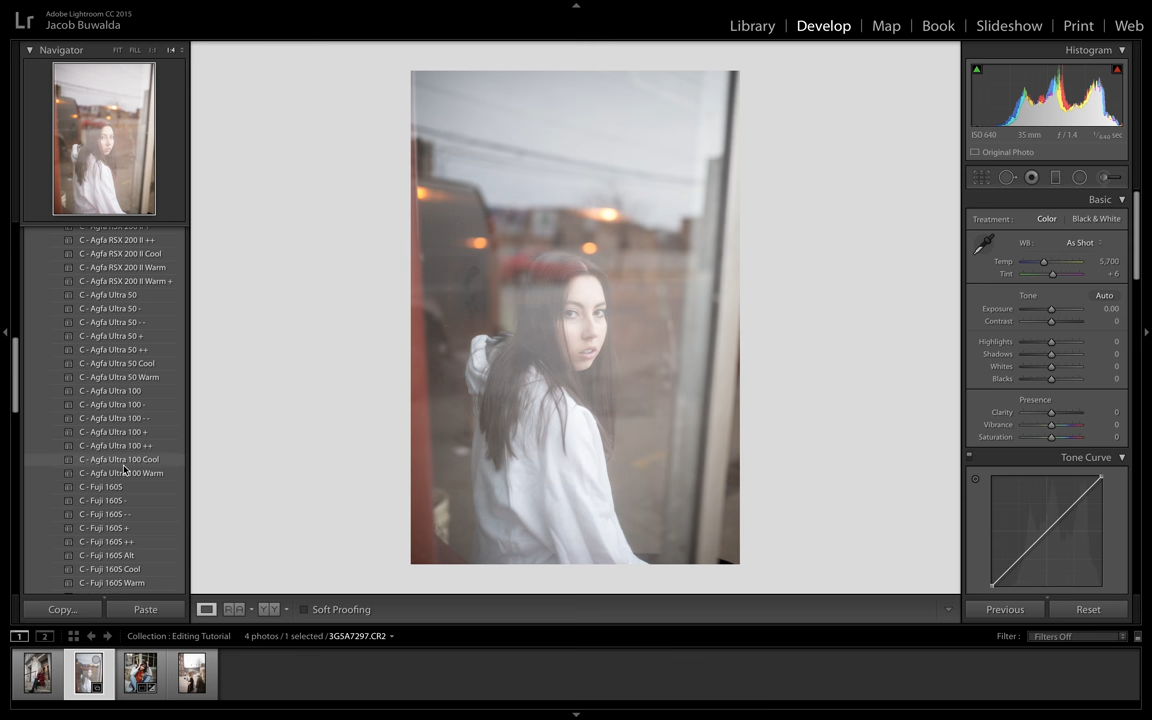 Lr
Adobe Lightroom CC 2015
Jacob Buwalda
Library | Develop | Map | Book | Slideshow | Print | Web
Navigator FIT FILL 1:1 1:4
C - Agfa RSX 200 II ++
C - Agfa RSX 200 II Cool
C - Agfa RSX 200 II Warm
C - Agfa RSX 200 II Warm +
C - Agfa Ultra 50
C - Agfa Ultra 50 -
C - Agfa Ultra 50 - -
C - Agfa Ultra 50 +
C - Agfa Ultra 50 ++
C - Agfa Ultra 50 Cool
C - Agfa Ultra 50 Warm
C - Agfa Ultra 100
C - Agfa Ultra 100 -
C - Agfa Ultra 100 - -
C - Agfa Ultra 100 +
C - Agfa Ultra 100 ++
C - Agfa Ultra 100 Cool
C - Agfa Ultra 100 Warm
C - Fuji 160S
C - Fuji 160S -
C - Fuji 160S - -
C - Fuji 160S +
C - Fuji 160S ++
C - Fuji 160S Alt
C - Fuji 160S Cool
C - Fuji 160S Warm
Copy... Paste
R A Y Y Soft Proofing
Histogram
ISO 640 35 mm ƒ / 1.4 1/640 sec
Original Photo
Basic
Treatment : Color Black & White
WB : As Shot
Temp 5,700
Tint + 6
Tone Auto
Exposure 0.00
Contrast 0
Highlights 0
Shadows 0
Whites 0
Blacks 0
Presence
Clarity 0
Vibrance 0
Saturation 0
Tone Curve
Previous Reset
1 2 Collection : Editing Tutorial 4 photos / 1 selected / 3G5A7297.CR2 Filter : Filters Off